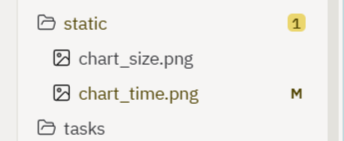 static 1
chart_size.png
chart_time.png M
tasks